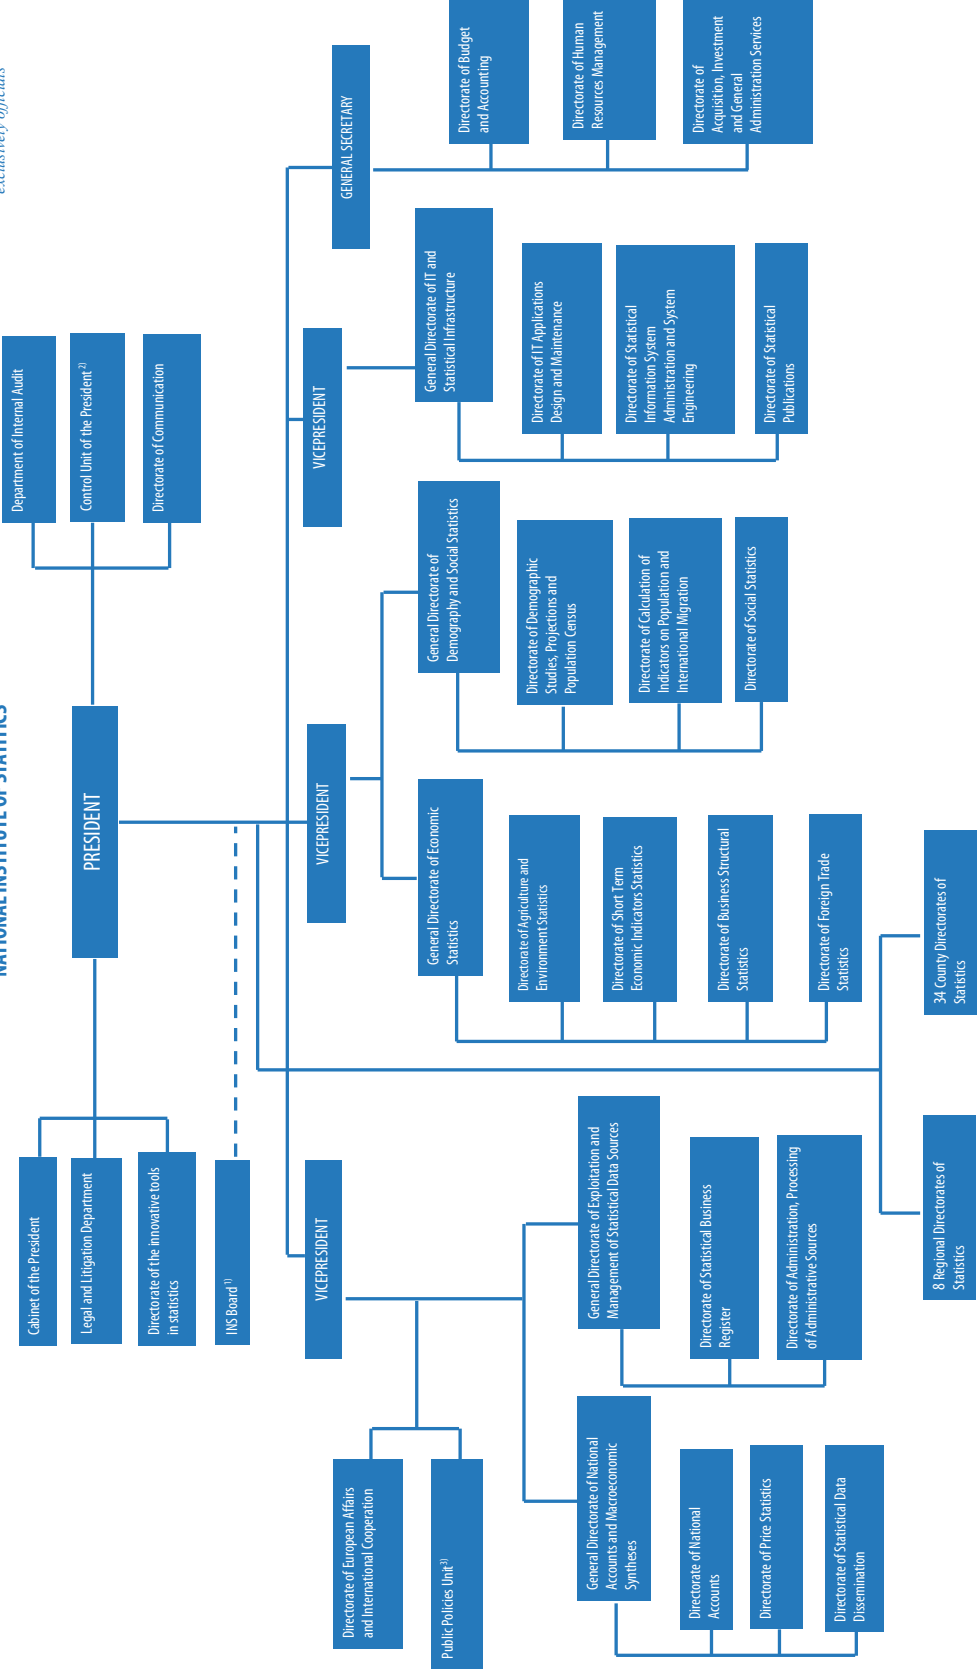 exclusively officials
NATIONAL INSTITUTE OF STATITICS
PRESIDENT
Cabinet of the President
Legal and Litigation Department
Directorate of the innovative tools
in statistics
INS Board 1)
Department of Internal Audit
Control Unit of the President 2)
Directorate of Communication
VICEPRESIDENT
VICEPRESIDENT
VICEPRESIDENT
GENERAL SECRETARY
Directorate of European Affairs
and International Cooperation
Public Policies Unit3)
General Directorate of National
Accounts and Macroeconomic
Syntheses
Directorate of National
Accounts
Directorate of Price Statistics
Directorate of Statistical Data
Dissemination
General Directorate of Exploitation and
Management of Statistical Data Sources
Directorate of Statistical Business
Register
Directorate of Administration, Processing
of Administrative Sources
General Directorate of Economic
Statistics
Directorate of Agriculture and
Environment Statistics
Directorate of Short Term
Economic Indicators Statistics
Directorate of Business Structural
Statistics
Directorate of Foreign Trade
Statistics
General Directorate of
Demography and Social Statistics
Directorate of Demographic
Studies, Projections and
Population Census
Directorate of Calculation of
Indicators on Population and
International Migration
Directorate of Social Statistics
General Directorate of IT and
Statistical Infrastructure
Directorate of IT Applications
Design and Maintenance
Directorate of Statistical
Information System
Administration and System
Engineering
Directorate of Statistical
Publications
Directorate of Budget
and Accounting
Directorate of Human
Resources Management
Directorate of
Acquisition, Investment
and General
Administration Services
8 Regional Directorates of
Statistics
34 County Directorates of
Statistics